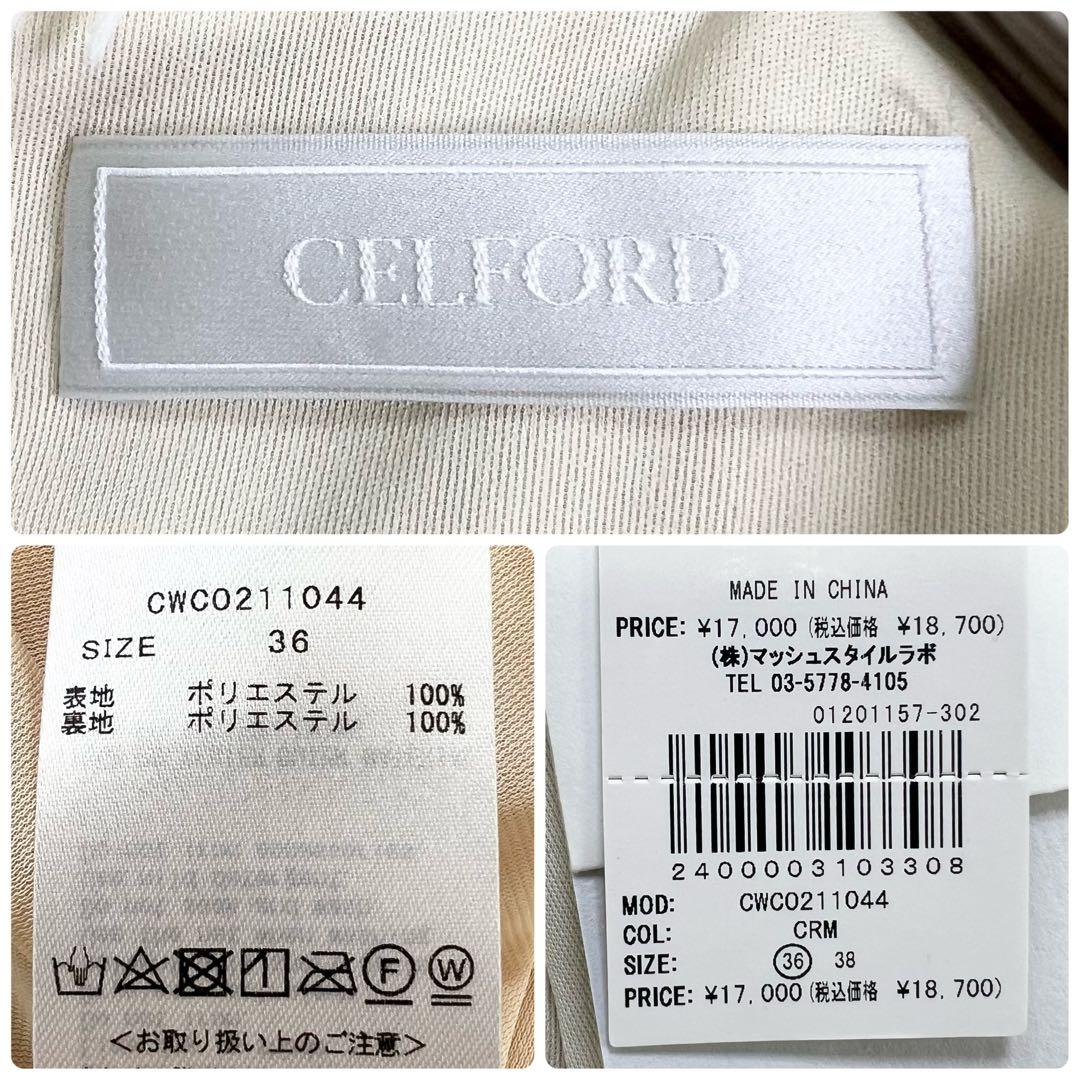 CELFORD
CWCO211044
SIZE 36
表地 ポリエステル 100%
裏地 ポリエステル 100%
F W
<お取り扱い上のご注意>
MADE IN CHINA
PRICE: ¥17,000 (税込価格 ¥18,700)
(株)マッシュスタイルラボ
TEL 03-5778-4105
01201157-302
2400003103308
MOD: CWCO211044
COL: CRM
SIZE: 36 38
PRICE: ¥17,000 (税込価格 ¥18,700)